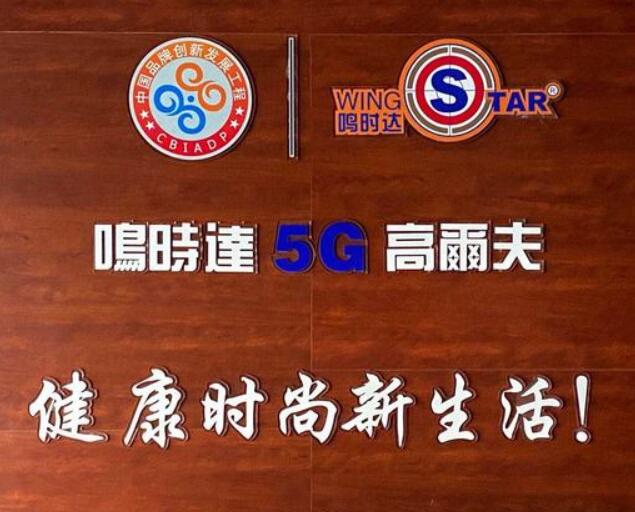 中国品牌创新发展工程
CBIADP
WING STAR®
鸣时达
鳴時達 5G 高爾夫
健康时尚新生活!